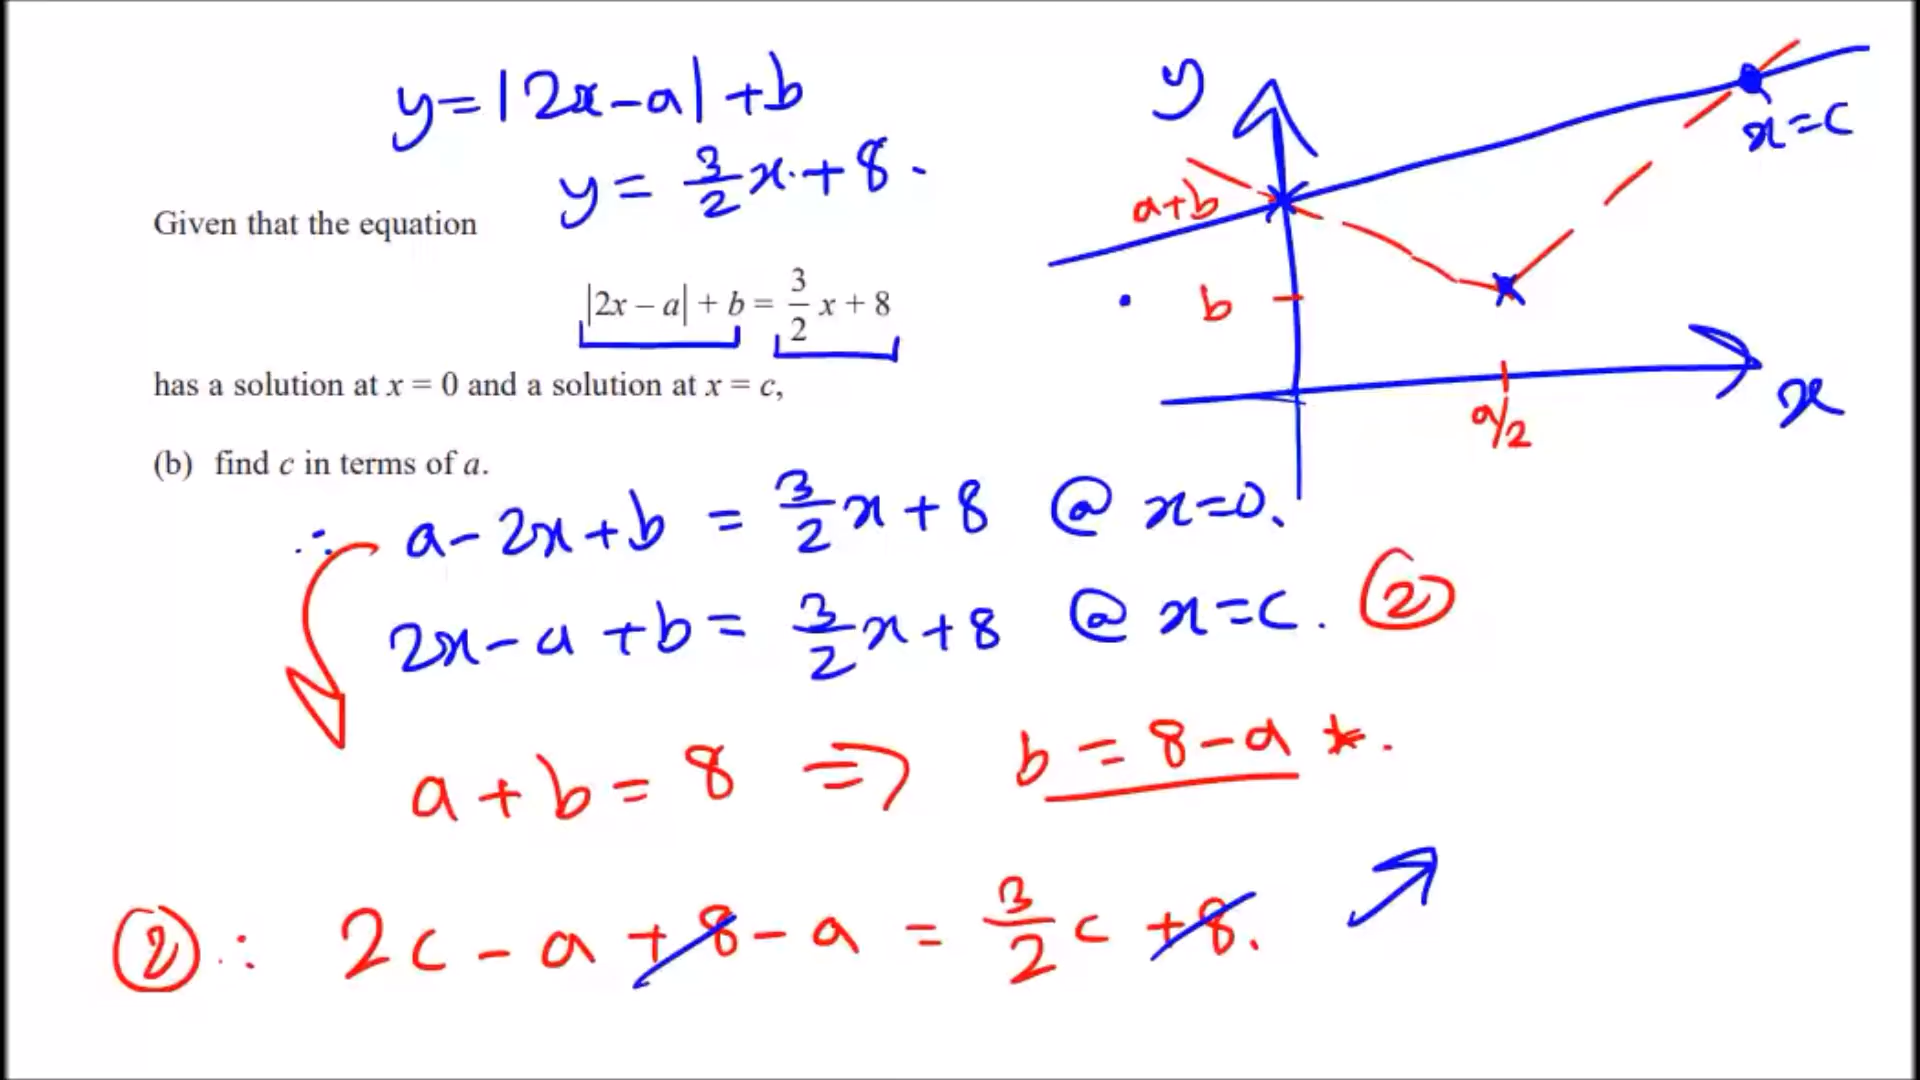 y=|2x-a|+b
y = 3/2 x + 8.
Given that the equation
|2x – a| + b = 3/2 x + 8
has a solution at x = 0 and a solution at x = c,
(b) find c in terms of a.
y
x=c
a+b
b
a/2
x
∴ a - 2x + b = 3/2 x + 8 @ x=0.
2x - a + b = 3/2 x + 8 @ x=c. ②
a + b = 8 ⇒ b = 8 - a *.
② ∴ 2c - a + 8 - a = 3/2 c + 8.